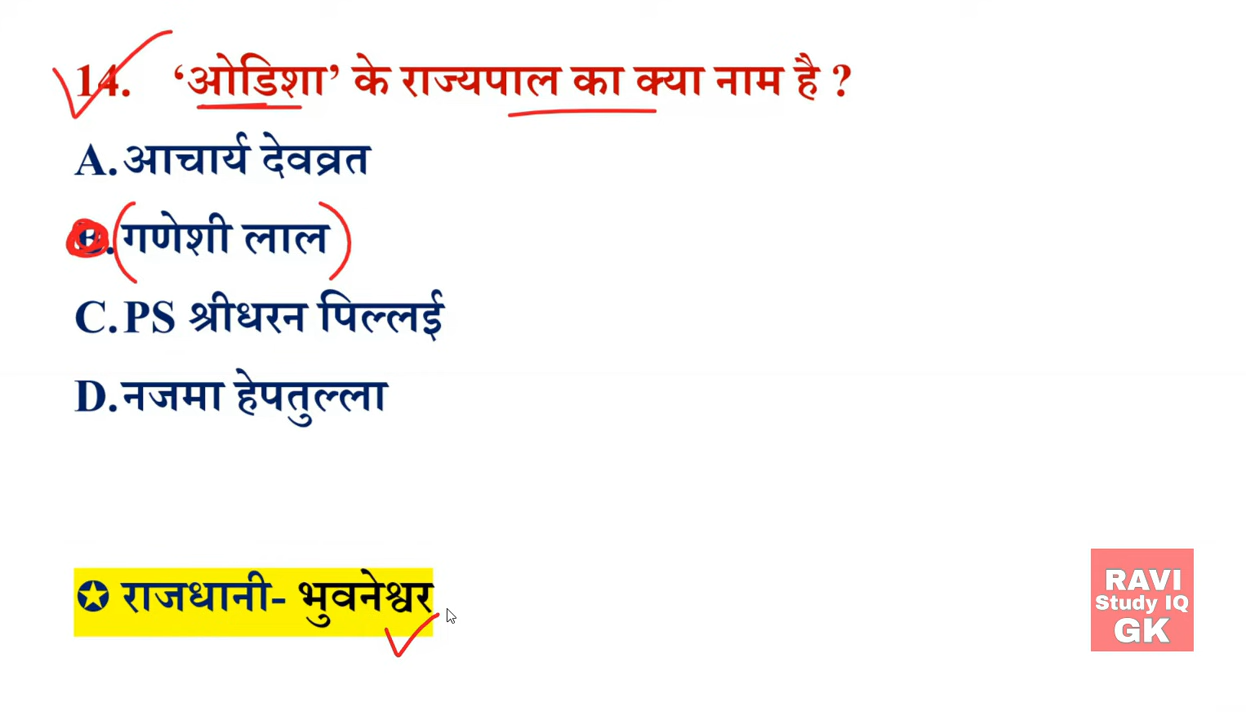 14. ‘ओडिशा’ के राज्यपाल का क्या नाम है ?
A. आचार्य देवव्रत
B. गणेशी लाल
C. PS श्रीधरन पिल्लई
D. नजमा हेपतुल्ला
✪ राजधानी- भुवनेश्वर
RAVI
Study IQ
GK